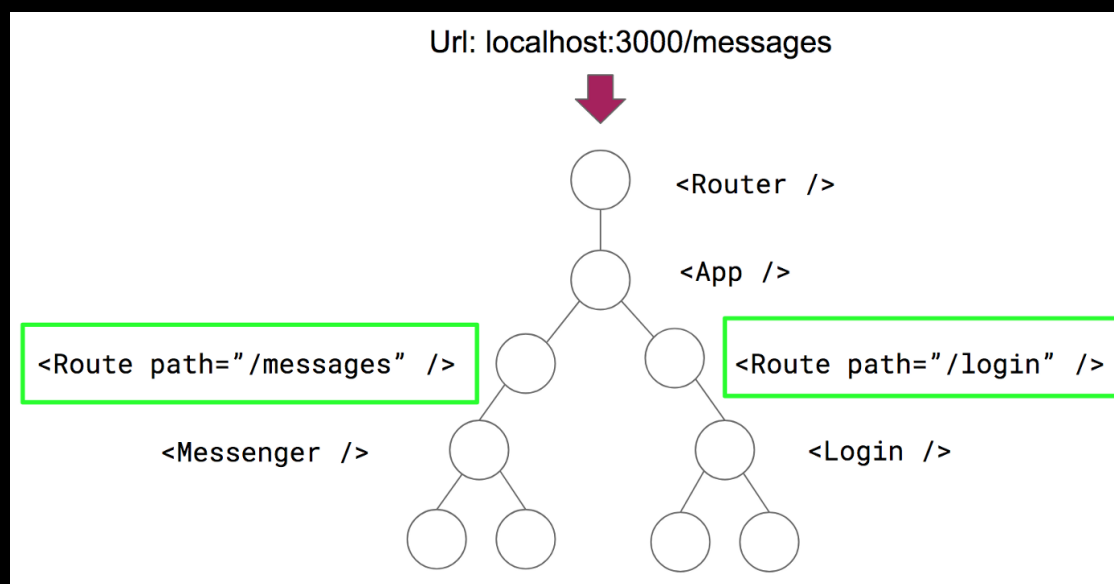 Url: localhost:3000/messages
<Router />
<App />
<Route path=”/messages” />
<Route path=”/login” />
<Messenger />
<Login />